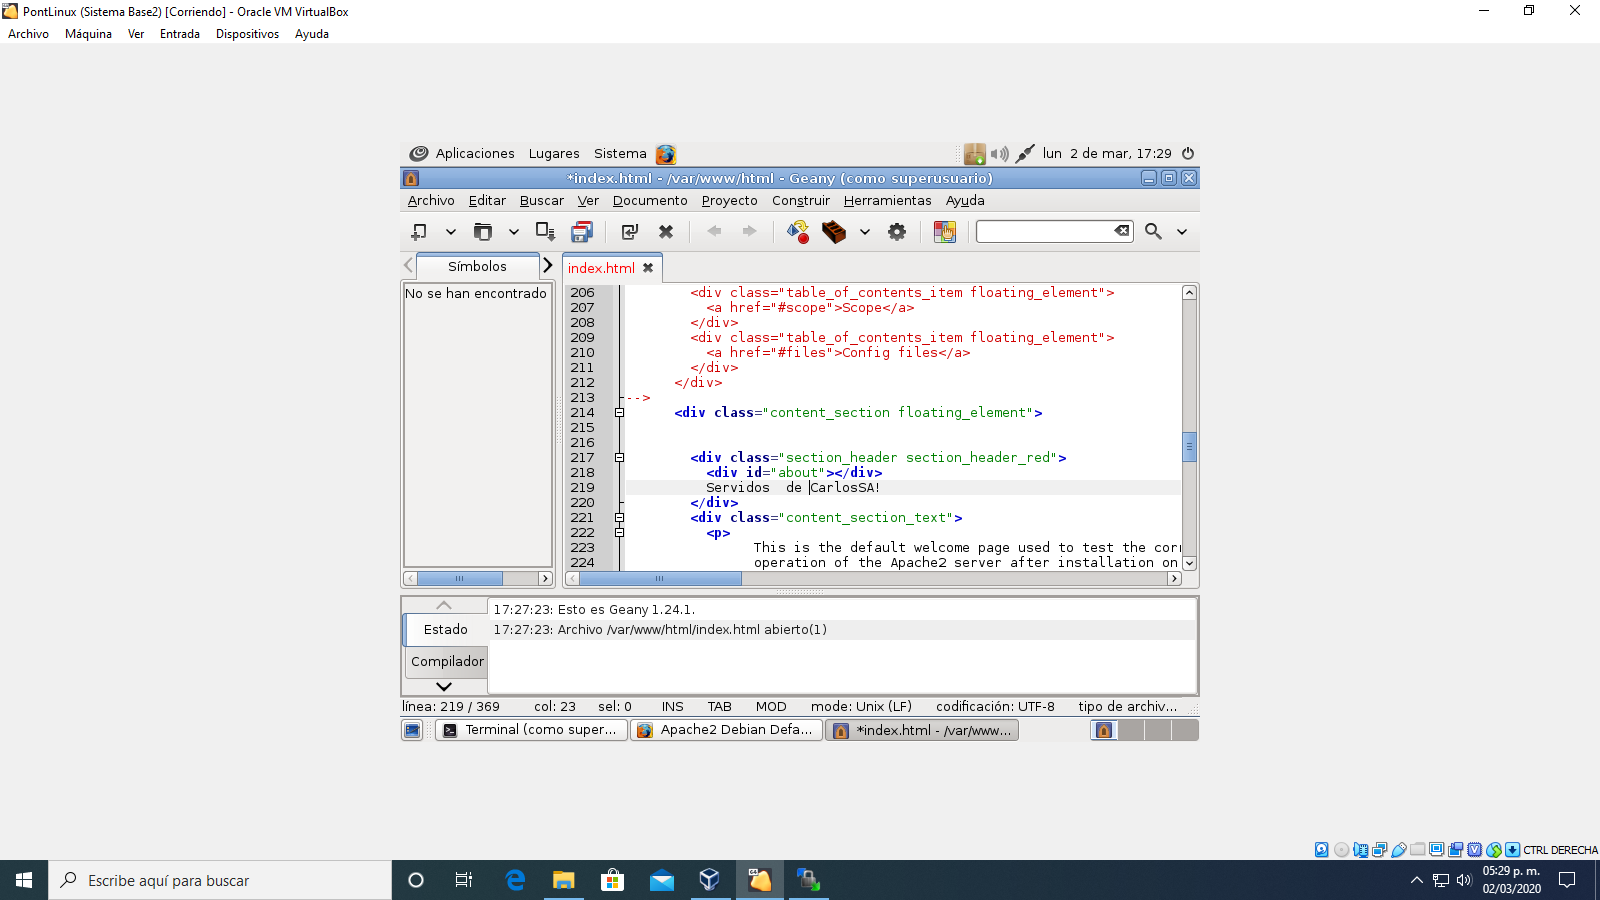 PontLinux (Sistema Base2) [Corriendo] - Oracle VM VirtualBox
Archivo Máquina Ver Entrada Dispositivos Ayuda
Aplicaciones Lugares Sistema lun 2 de mar, 17:29
*index.html - /var/www/html - Geany (como superusuario)
Archivo Editar Buscar Ver Documento Proyecto Construir Herramientas Ayuda
Símbolos index.html
No se han encontrado
206 <div class="table_of_contents_item floating_element">
207 <a href="#scope">Scope</a>
208 </div>
209 <div class="table_of_contents_item floating_element">
210 <a href="#files">Config files</a>
211 </div>
212 </div>
213 -->
214 <div class="content_section floating_element">
215
216
217 <div class="section_header section_header_red">
218 <div id="about"></div>
219 Servidos  de CarlosSA!
220 </div>
221 <div class="content_section_text">
222 <p>
223 This is the default welcome page used to test the corr
224 operation of the Apache2 server after installation on
17:27:23: Esto es Geany 1.24.1.
Estado 17:27:23: Archivo /var/www/html/index.html abierto(1)
Compilador
línea: 219 / 369 col: 23 sel: 0 INS TAB MOD mode: Unix (LF) codificación: UTF-8 tipo de archiv...
Terminal (como super... Apache2 Debian Defa... *index.html - /var/www...
CTRL DERECHA
Escribe aquí para buscar
05:29 p. m.
02/03/2020